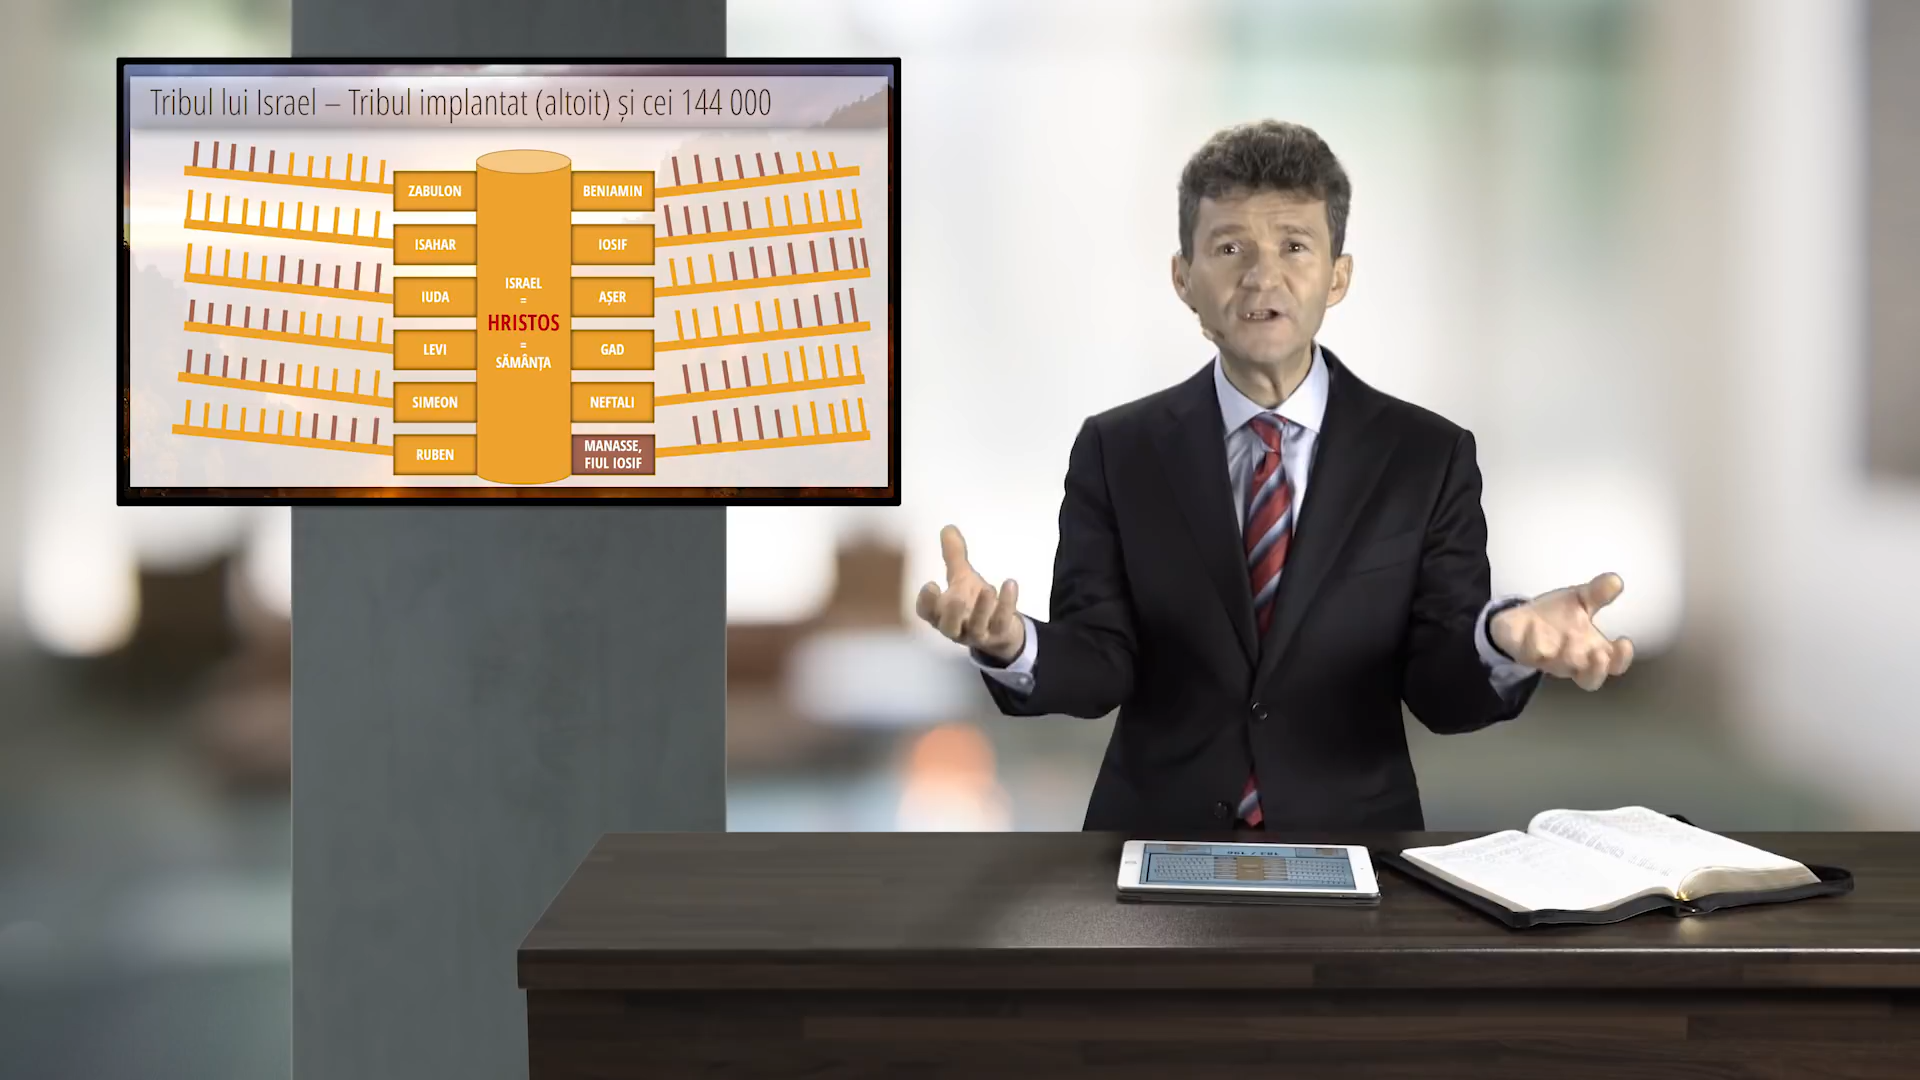 Tribul lui Israel – Tribul implantat (altoit) și cei 144 000
ZABULON
BENIAMIN
ISAHAR
IOSIF
IUDA
AȘER
LEVI
GAD
SIMEON
NEFTALI
RUBEN
MANASSE,
FIUL IOSIF
ISRAEL
=
HRISTOS
=
SĂMÂNȚA